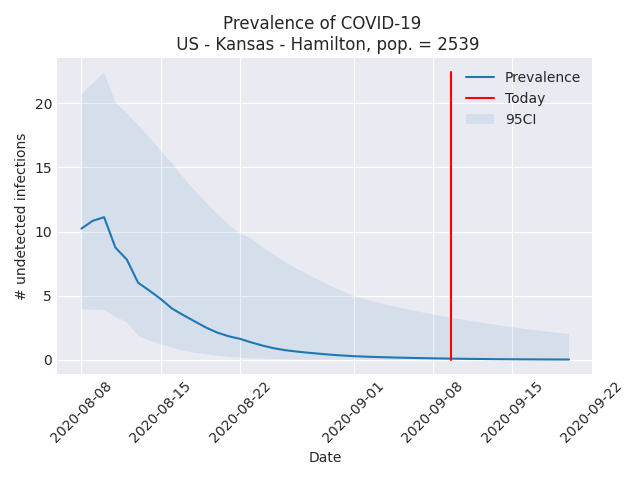 Prevalence of COVID-19
US - Kansas - Hamilton, pop. = 2539
Prevalence
Today
95CI
# undetected infections
20
15
10
5
0
2020-08-08
2020-08-15
2020-08-22
2020-09-01
2020-09-08
2020-09-15
2020-09-22
Date